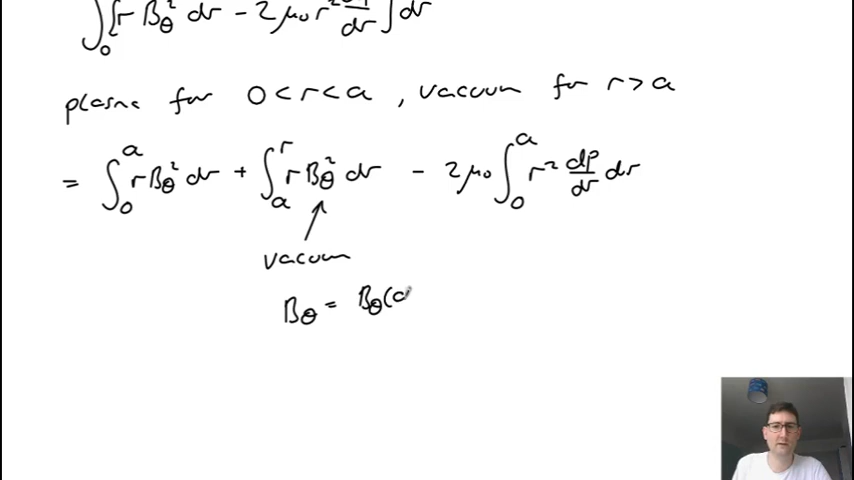 ∫₀ [r Bθ² dr − 2μ₀ r² dp/dr] dr
plasma for 0 < r < a , vacuum for r > a
= ∫₀ᵃ r Bθ² dr + ∫ₐʳ r Bθ² dr − 2μ₀ ∫₀ᵃ r² dp/dr dr
vacuum
Bθ = Bθ(a